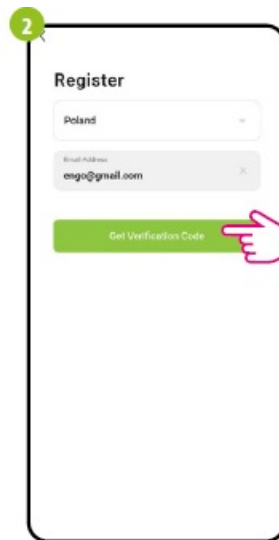 2
Register
Poland
Email Address
engo@gmail.com
Get Verification Code